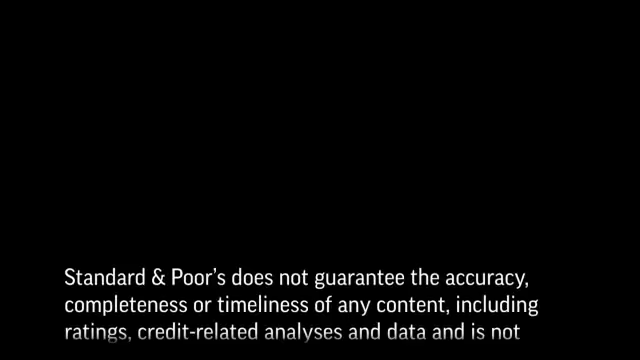 Standard & Poor's does not guarantee the accuracy,
completeness or timeliness of any content, including
ratings, credit-related analyses and data and is not